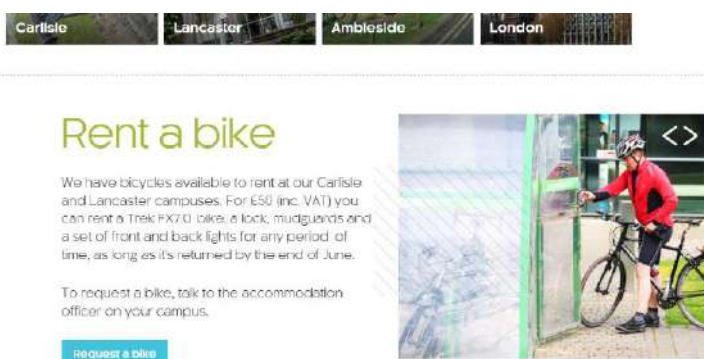 Carlisle
Lancaster
Ambleside
London
Rent a bike
We have bicycles available to rent at our Carlisle
and Lancaster campuses. For £50 (inc. VAT) you
can rent a Trek FX7.0 bike, a lock, mudguards and
a set of front and back lights for any period of
time, as long as it's returned by the end of June.
To request a bike, talk to the accommodation
officer on your campus.
Request a bike